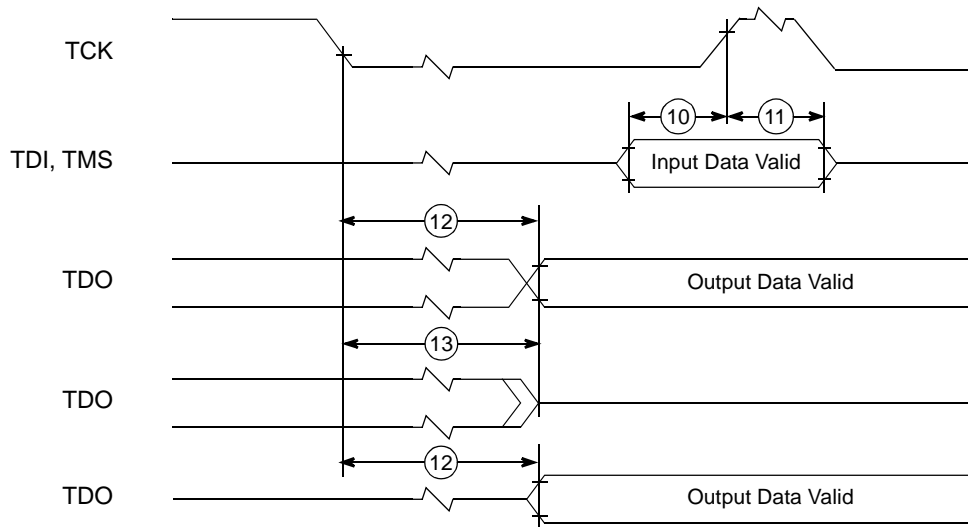 TCK
10
11
TDI, TMS
Input Data Valid
12
TDO
Output Data Valid
13
TDO
12
TDO
Output Data Valid